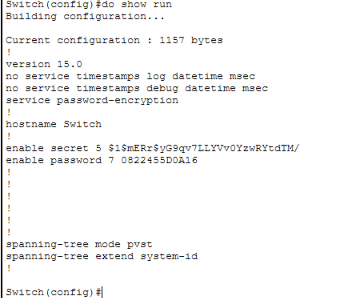 Switch(config)#do show run
Building configuration...
Current configuration : 1157 bytes
!
version 15.0
no service timestamps log datetime msec
no service timestamps debug datetime msec
service password-encryption
!
hostname Switch
!
enable secret 5 $1$mERr$yG9qv7LLYVv0YzwRYtdTM/
enable password 7 0822455D0A16
!
!
!
!
!
!
spanning-tree mode pvst
spanning-tree extend system-id
!
Switch(config)#